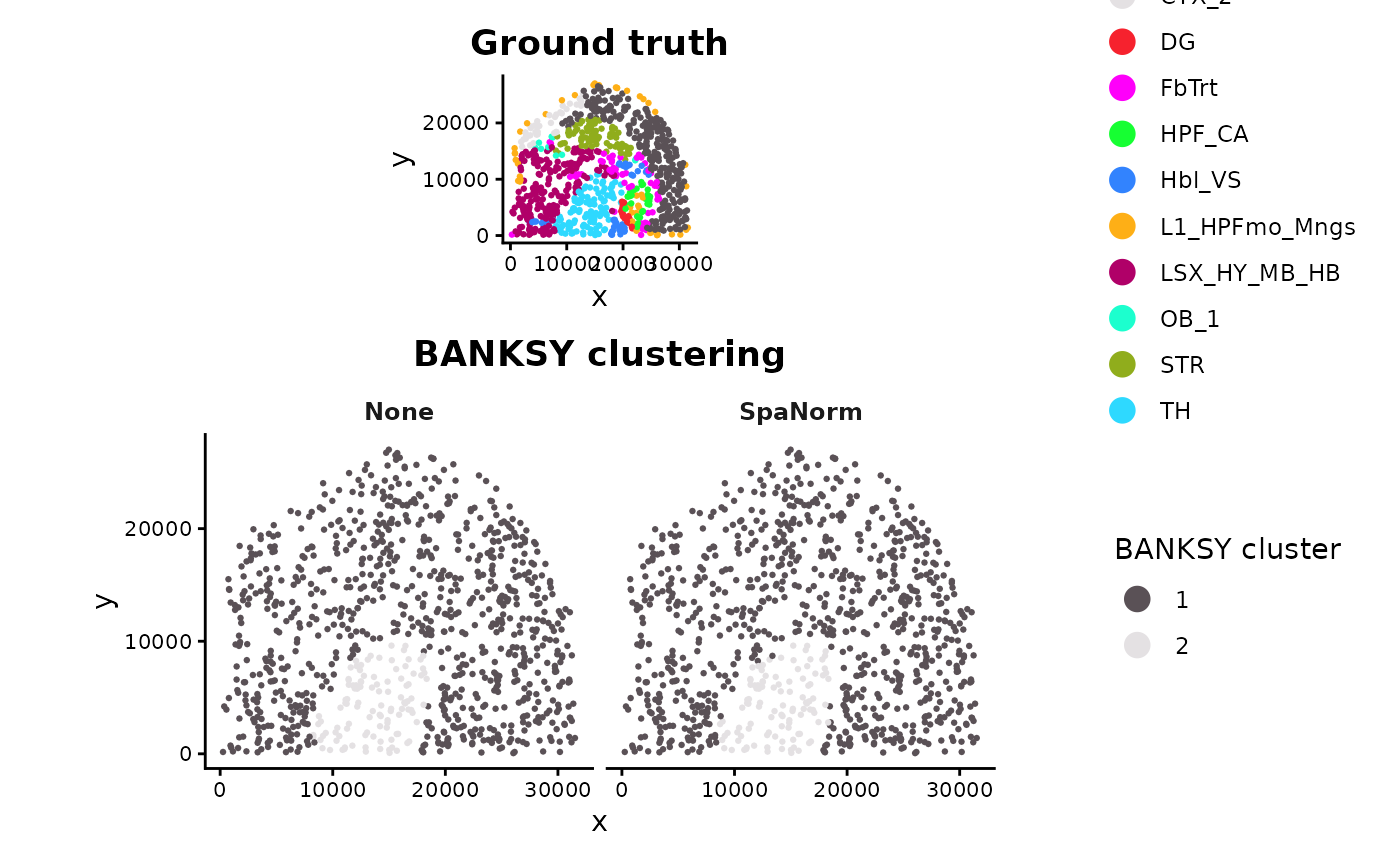 Ground truth
20000
10000
0
y
0 10000 20000 30000
x
DG
FbTrt
HPF_CA
Hbl_VS
L1_HPFmo_Mngs
LSX_HY_MB_HB
OB_1
STR
TH
BANKSY clustering
None SpaNorm
20000
10000
0
y
0 10000 20000 30000 0 10000 20000 30000
x
BANKSY cluster
1
2